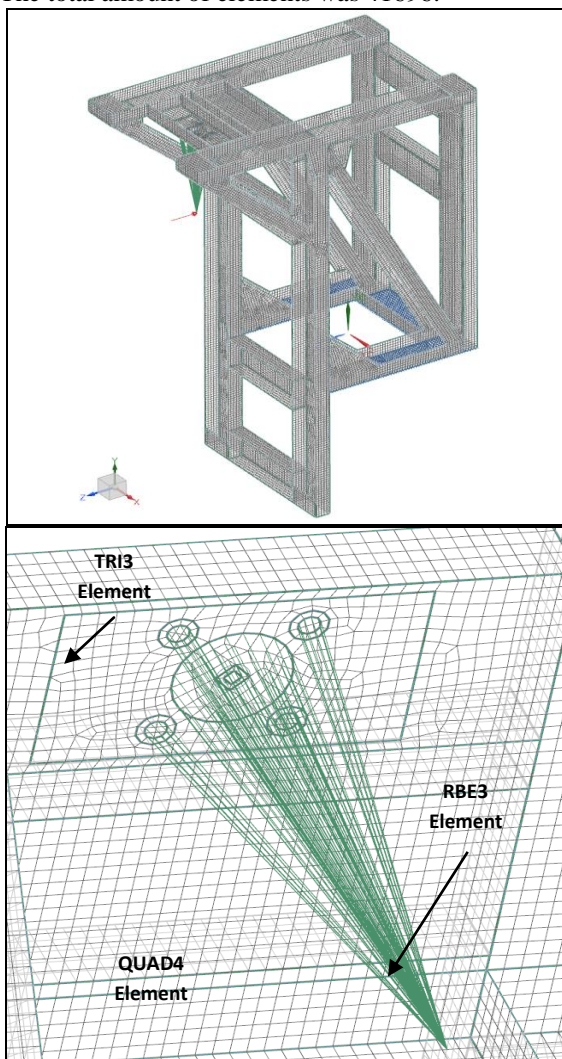 The total amount of elements was 41898.
Y
Z
X
TRI3
Element
RBE3
Element
QUAD4
Element